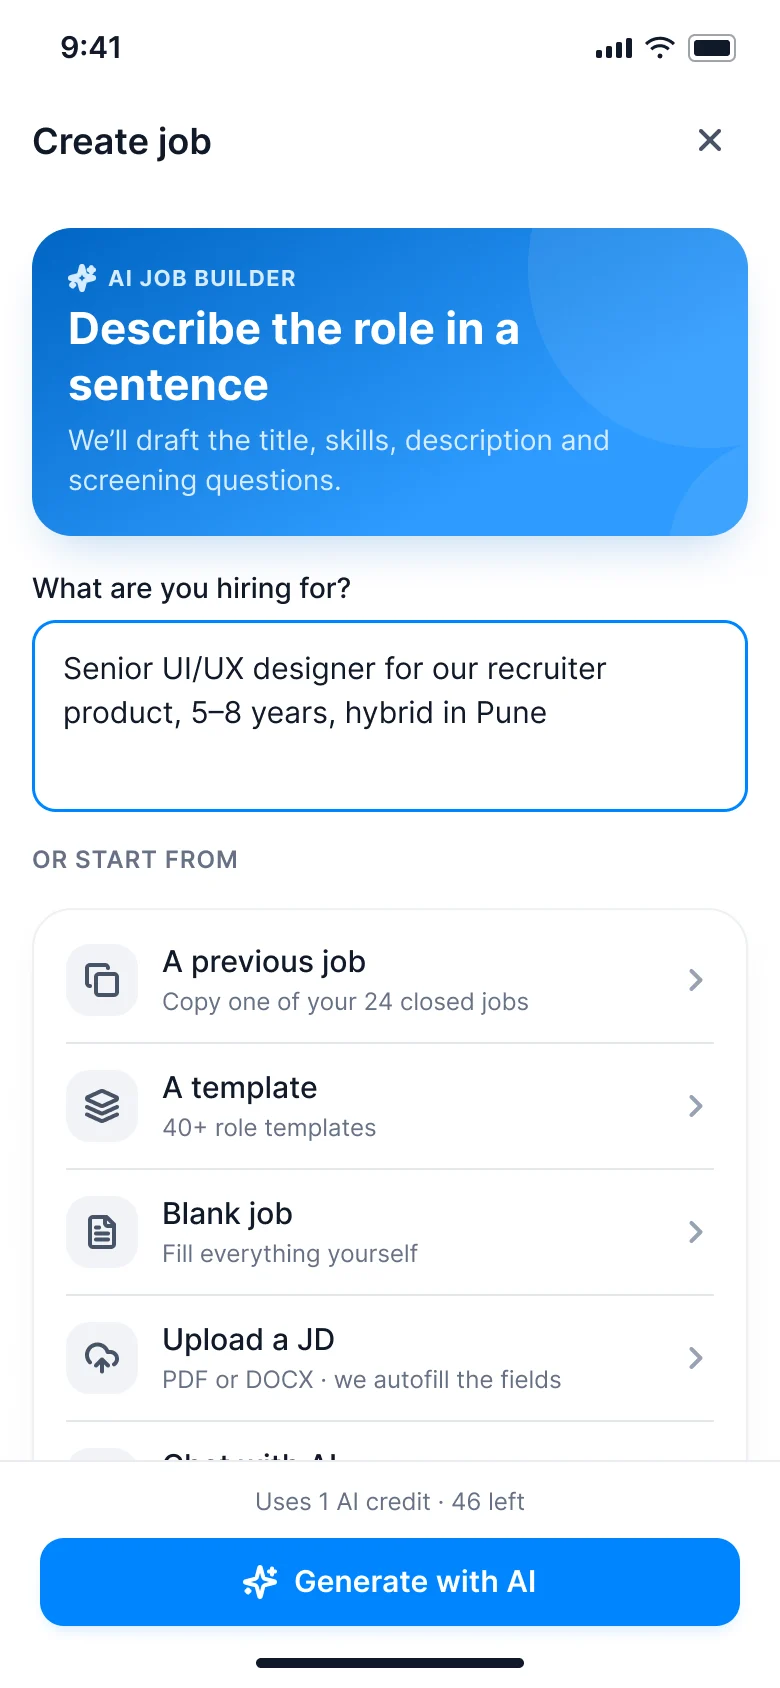 9:41
Create job
AI JOB BUILDER
Describe the role in a
sentence
We’ll draft the title, skills, description and
screening questions.
What are you hiring for?
Senior UI/UX designer for our recruiter
product, 5–8 years, hybrid in Pune
OR START FROM
A previous job
Copy one of your 24 closed jobs
A template
40+ role templates
Blank job
Fill everything yourself
Upload a JD
PDF or DOCX · we autofill the fields
Chat with AI
Uses 1 AI credit · 46 left
Generate with AI